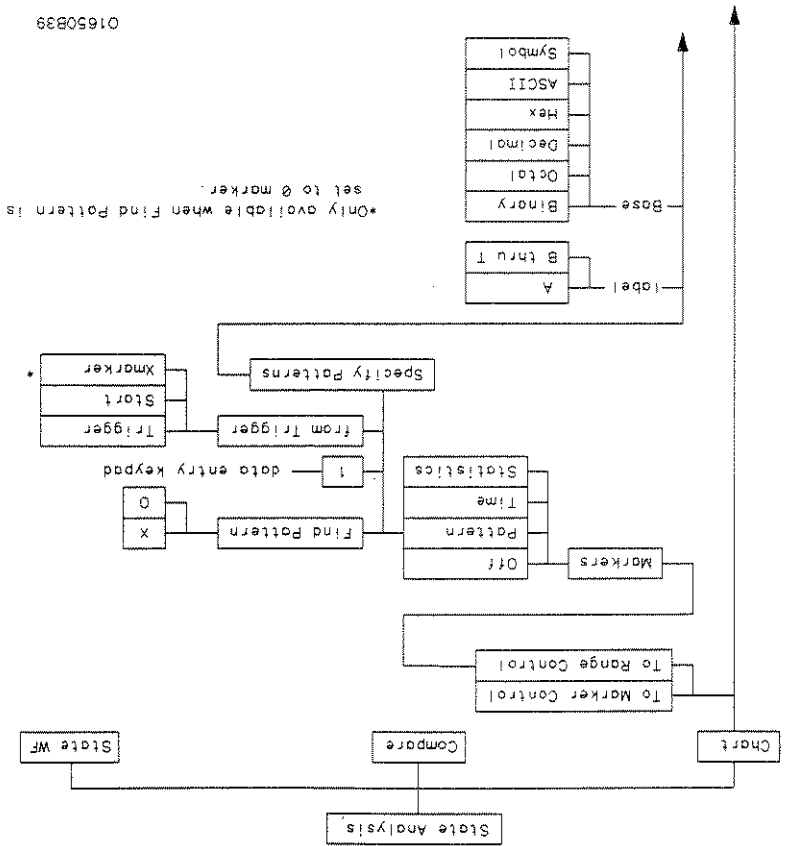 State Analysis,
Chart
Compare
State WF
To Marker Control
To Range Control
Markers
Off
Pattern
Time
Statistics
Find Pattern
X
O
1
data entry keypad
from Trigger
Trigger
Start
Xmarker
*
Specify Patterns
label
A
B thru T
Base
Binary
Octal
Decimal
Hex
ASCII
Symbol
*Only available when Find Pattern is
set to 0 marker.
01650B39